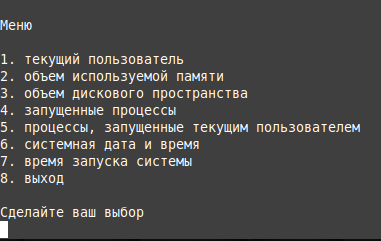 Меню
1. текущий пользователь
2. объем используемой памяти
3. объем дискового пространства
4. запущенные процессы
5. процессы, запущенные текущим пользователем
6. системная дата и время
7. время запуска системы
8. выход
Сделайте ваш выбор